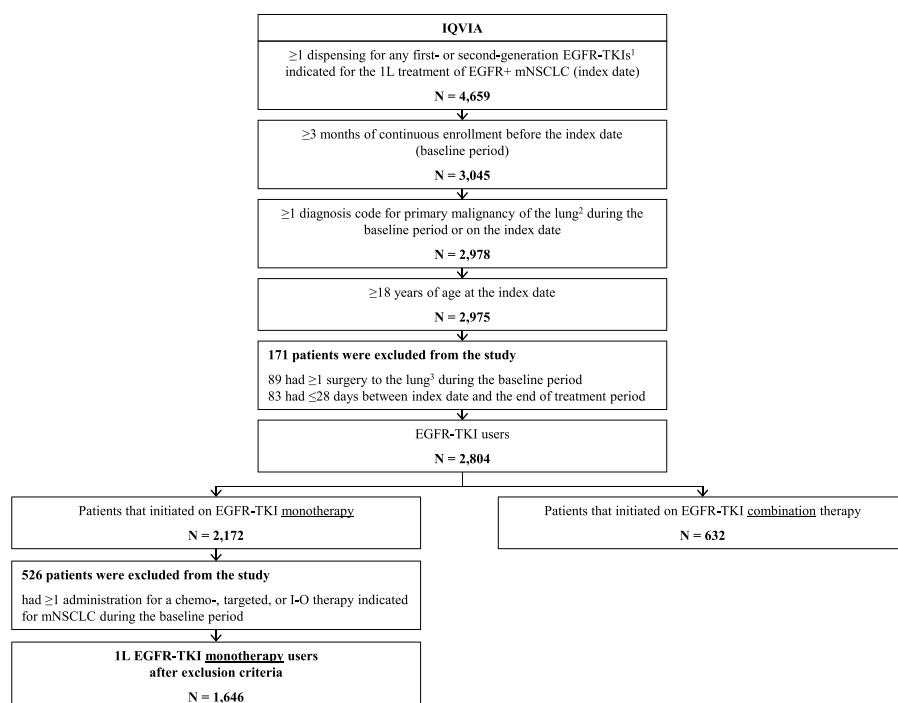 IQVIA
≥1 dispensing for any first- or second-generation EGFR-TKIs¹
indicated for the 1L treatment of EGFR+ mNSCLC (index date)
N = 4,659
≥3 months of continuous enrollment before the index date
(baseline period)
N = 3,045
≥1 diagnosis code for primary malignancy of the lung² during the
baseline period or on the index date
N = 2,978
≥18 years of age at the index date
N = 2,975
171 patients were excluded from the study
89 had ≥1 surgery to the lung³ during the baseline period
83 had ≤28 days between index date and the end of treatment period
EGFR-TKI users
N = 2,804
Patients that initiated on EGFR-TKI monotherapy
N = 2,172
Patients that initiated on EGFR-TKI combination therapy
N = 632
526 patients were excluded from the study
had ≥1 administration for a chemo-, targeted, or I-O therapy indicated
for mNSCLC during the baseline period
1L EGFR-TKI monotherapy users
after exclusion criteria
N = 1,646